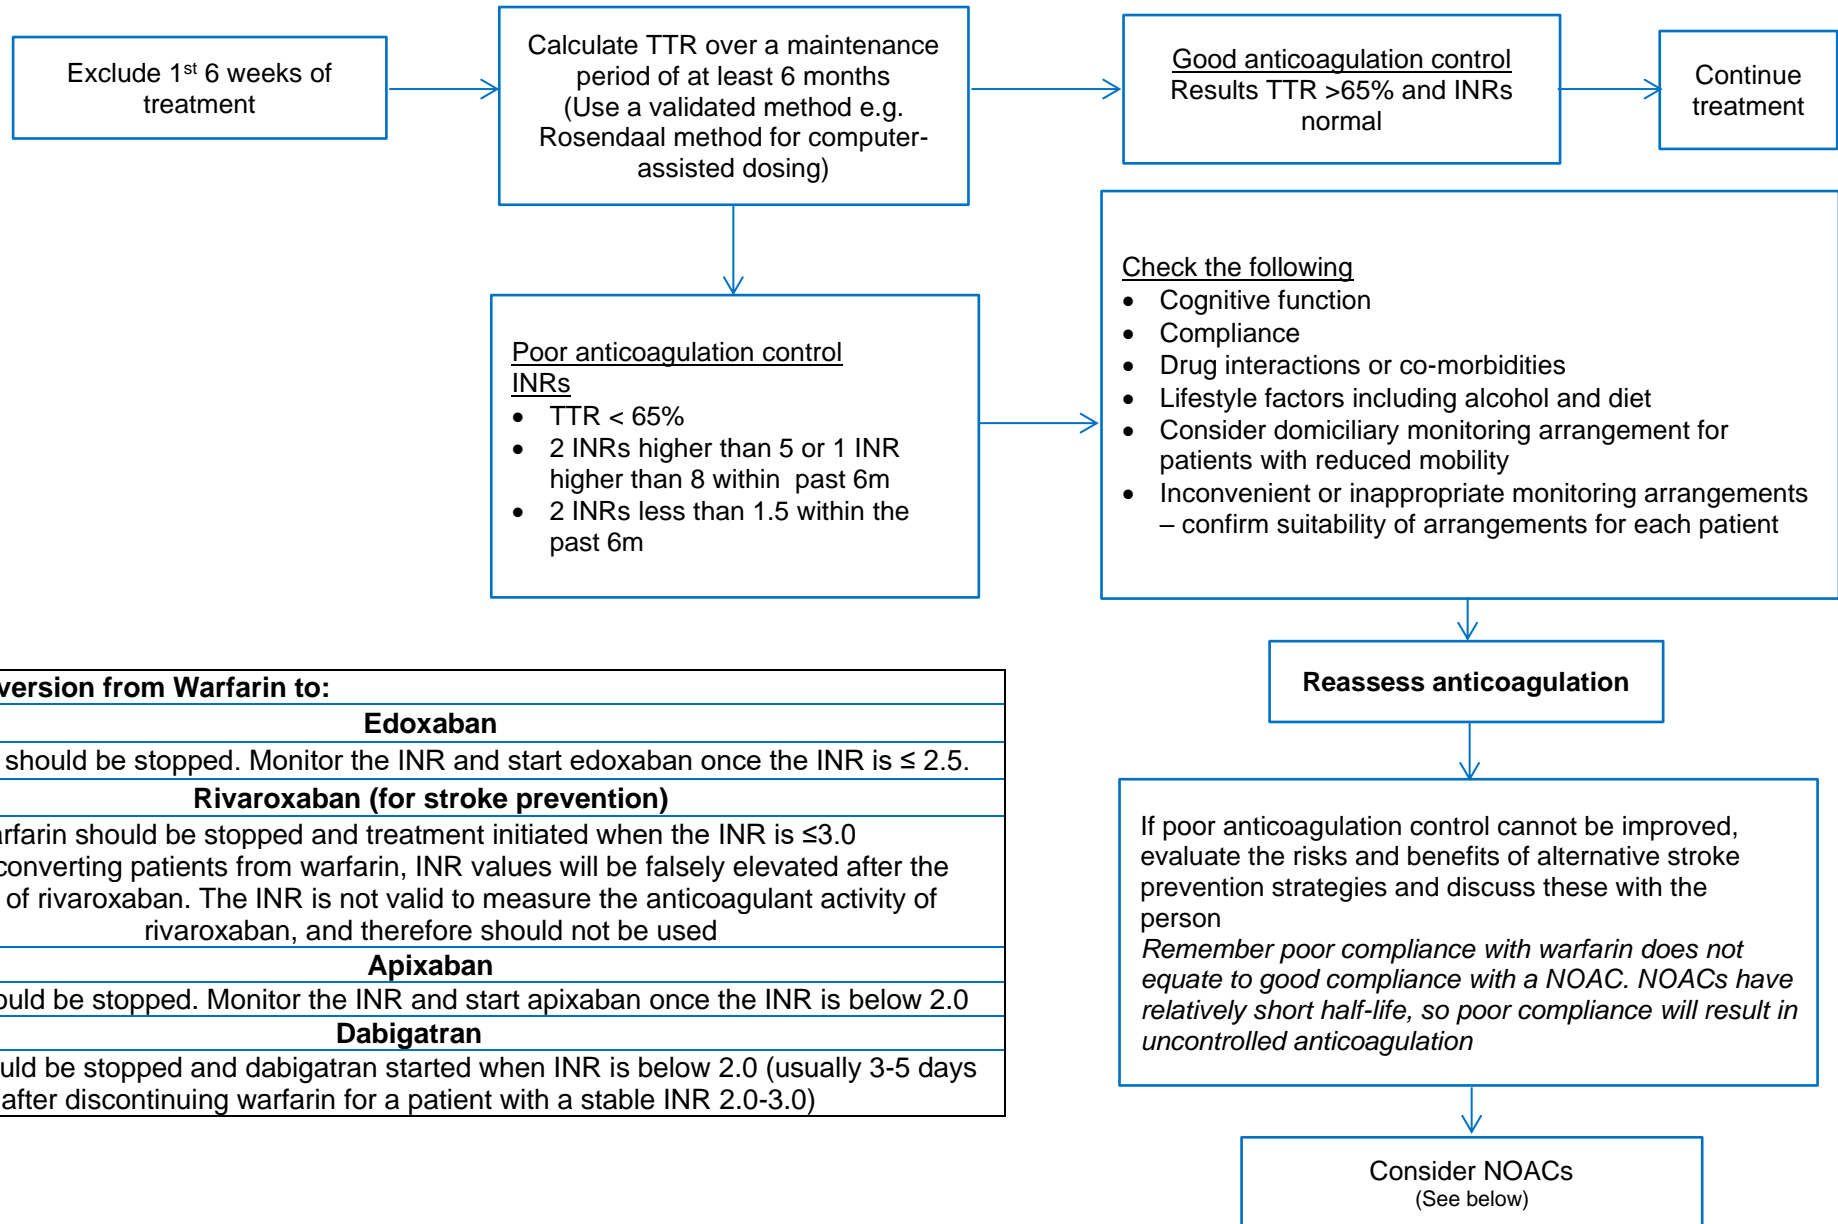 Exclude 1st 6 weeks of
treatment
Calculate TTR over a maintenance
period of at least 6 months
(Use a validated method e.g.
Rosendaal method for computer-
assisted dosing)
Good anticoagulation control
Results TTR >65% and INRs
normal
Continue
treatment
Poor anticoagulation control
INRs
• TTR < 65%
• 2 INRs higher than 5 or 1 INR
higher than 8 within past 6m
• 2 INRs less than 1.5 within the
past 6m
Check the following
• Cognitive function
• Compliance
• Drug interactions or co-morbidities
• Lifestyle factors including alcohol and diet
• Consider domiciliary monitoring arrangement for
patients with reduced mobility
• Inconvenient or inappropriate monitoring arrangements
– confirm suitability of arrangements for each patient
Reassess anticoagulation
If poor anticoagulation control cannot be improved,
evaluate the risks and benefits of alternative stroke
prevention strategies and discuss these with the
person
Remember poor compliance with warfarin does not
equate to good compliance with a NOAC. NOACs have
relatively short half-life, so poor compliance will result in
uncontrolled anticoagulation
Consider NOACs
(See below)
version from Warfarin to:
Edoxaban
should be stopped. Monitor the INR and start edoxaban once the INR is ≤ 2.5.
Rivaroxaban (for stroke prevention)
arfarin should be stopped and treatment initiated when the INR is ≤3.0
converting patients from warfarin, INR values will be falsely elevated after the
of rivaroxaban. The INR is not valid to measure the anticoagulant activity of
rivaroxaban, and therefore should not be used
Apixaban
ould be stopped. Monitor the INR and start apixaban once the INR is below 2.0
Dabigatran
uld be stopped and dabigatran started when INR is below 2.0 (usually 3-5 days
after discontinuing warfarin for a patient with a stable INR 2.0-3.0)